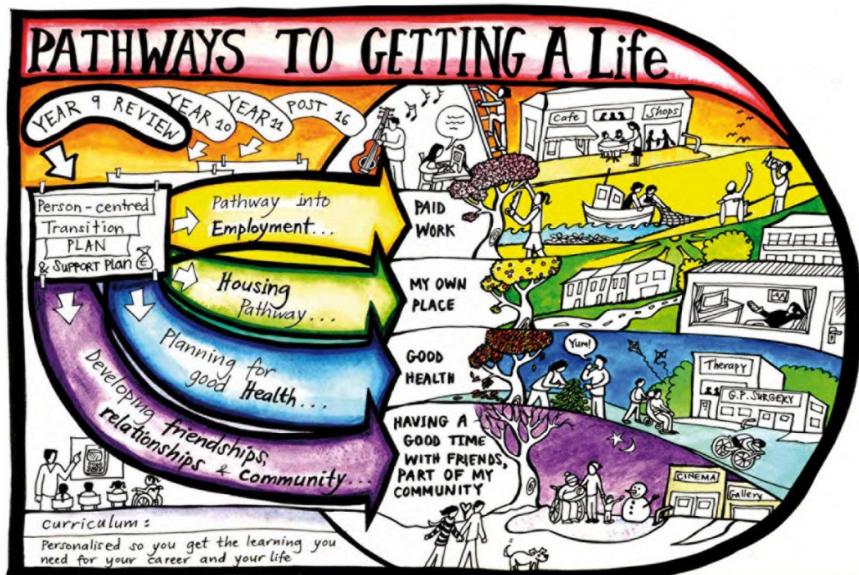 PATHWAYS TO GETTING A Life
YEAR 9 REVIEW
YEAR 10
YEAR 11
POST 16
Person-centred
Transition
PLAN
& SUPPORT Plan £
Pathway into
Employment...
PAID
WORK
Housing
Pathway...
MY OWN
PLACE
Planning for
good Health...
GOOD
HEALTH
Developing friendships,
relationships & community...
HAVING A
GOOD TIME
WITH FRIENDS,
PART OF MY
COMMUNITY
Cafe
Shops
Yum!
Therapy
G.P. SURGERY
CINEMA
Gallery
Curriculum:
Personalised so you get the learning you
need for your career and your life